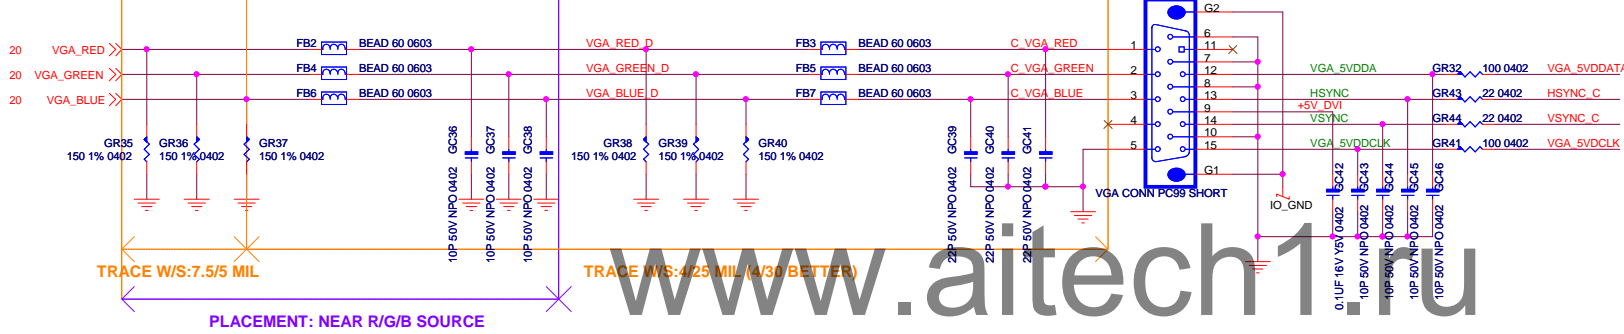 G2
6
20 VGA_RED FB2 BEAD 60 0603 VGA_RED_D FB3 BEAD 60 0603 C_VGA_RED 1 11
7
20 VGA_GREEN FB4 BEAD 60 0603 VGA_GREEN_D FB5 BEAD 60 0603 C_VGA_GREEN 2 12 VGA_5VDDA GR32 100 0402 VGA_5VDDATA
8
20 VGA_BLUE FB6 BEAD 60 0603 VGA_BLUE_D FB7 BEAD 60 0603 C_VGA_BLUE 3 13 HSYNC GR43 22 0402 HSYNC_C
9 +5V_DVI
4 14 VSYNC GR44 22 0402 VSYNC_C
10
5 15 VGA_5VDDCLK GR41 100 0402 VGA_5VDCLK
GR35 GR36 GR37 GR38 GR39 GR40
150 1% 0402 150 1% 0402 150 1% 0402 150 1% 0402 150 1% 0402 150 1% 0402
G1
10P 50V NPO 0402 GC36
10P 50V NPO 0402 GC37
10P 50V NPO 0402 GC38
22P 50V NPO 0402 GC39
22P 50V NPO 0402 GC40
22P 50V NPO 0402 GC41
VGA CONN PC99 SHORT
IO_GND
0.1UF 16V Y5V 0402 GC42
10P 50V NPO 0402 GC43
10P 50V NPO 0402 GC44
10P 50V NPO 0402 GC45
10P 50V NPO 0402 GC46
TRACE W/S:7.5/5 MIL
TRACE W/S:4/25 MIL (4/30 BETTER)
www.aitech1.ru
PLACEMENT: NEAR R/G/B SOURCE